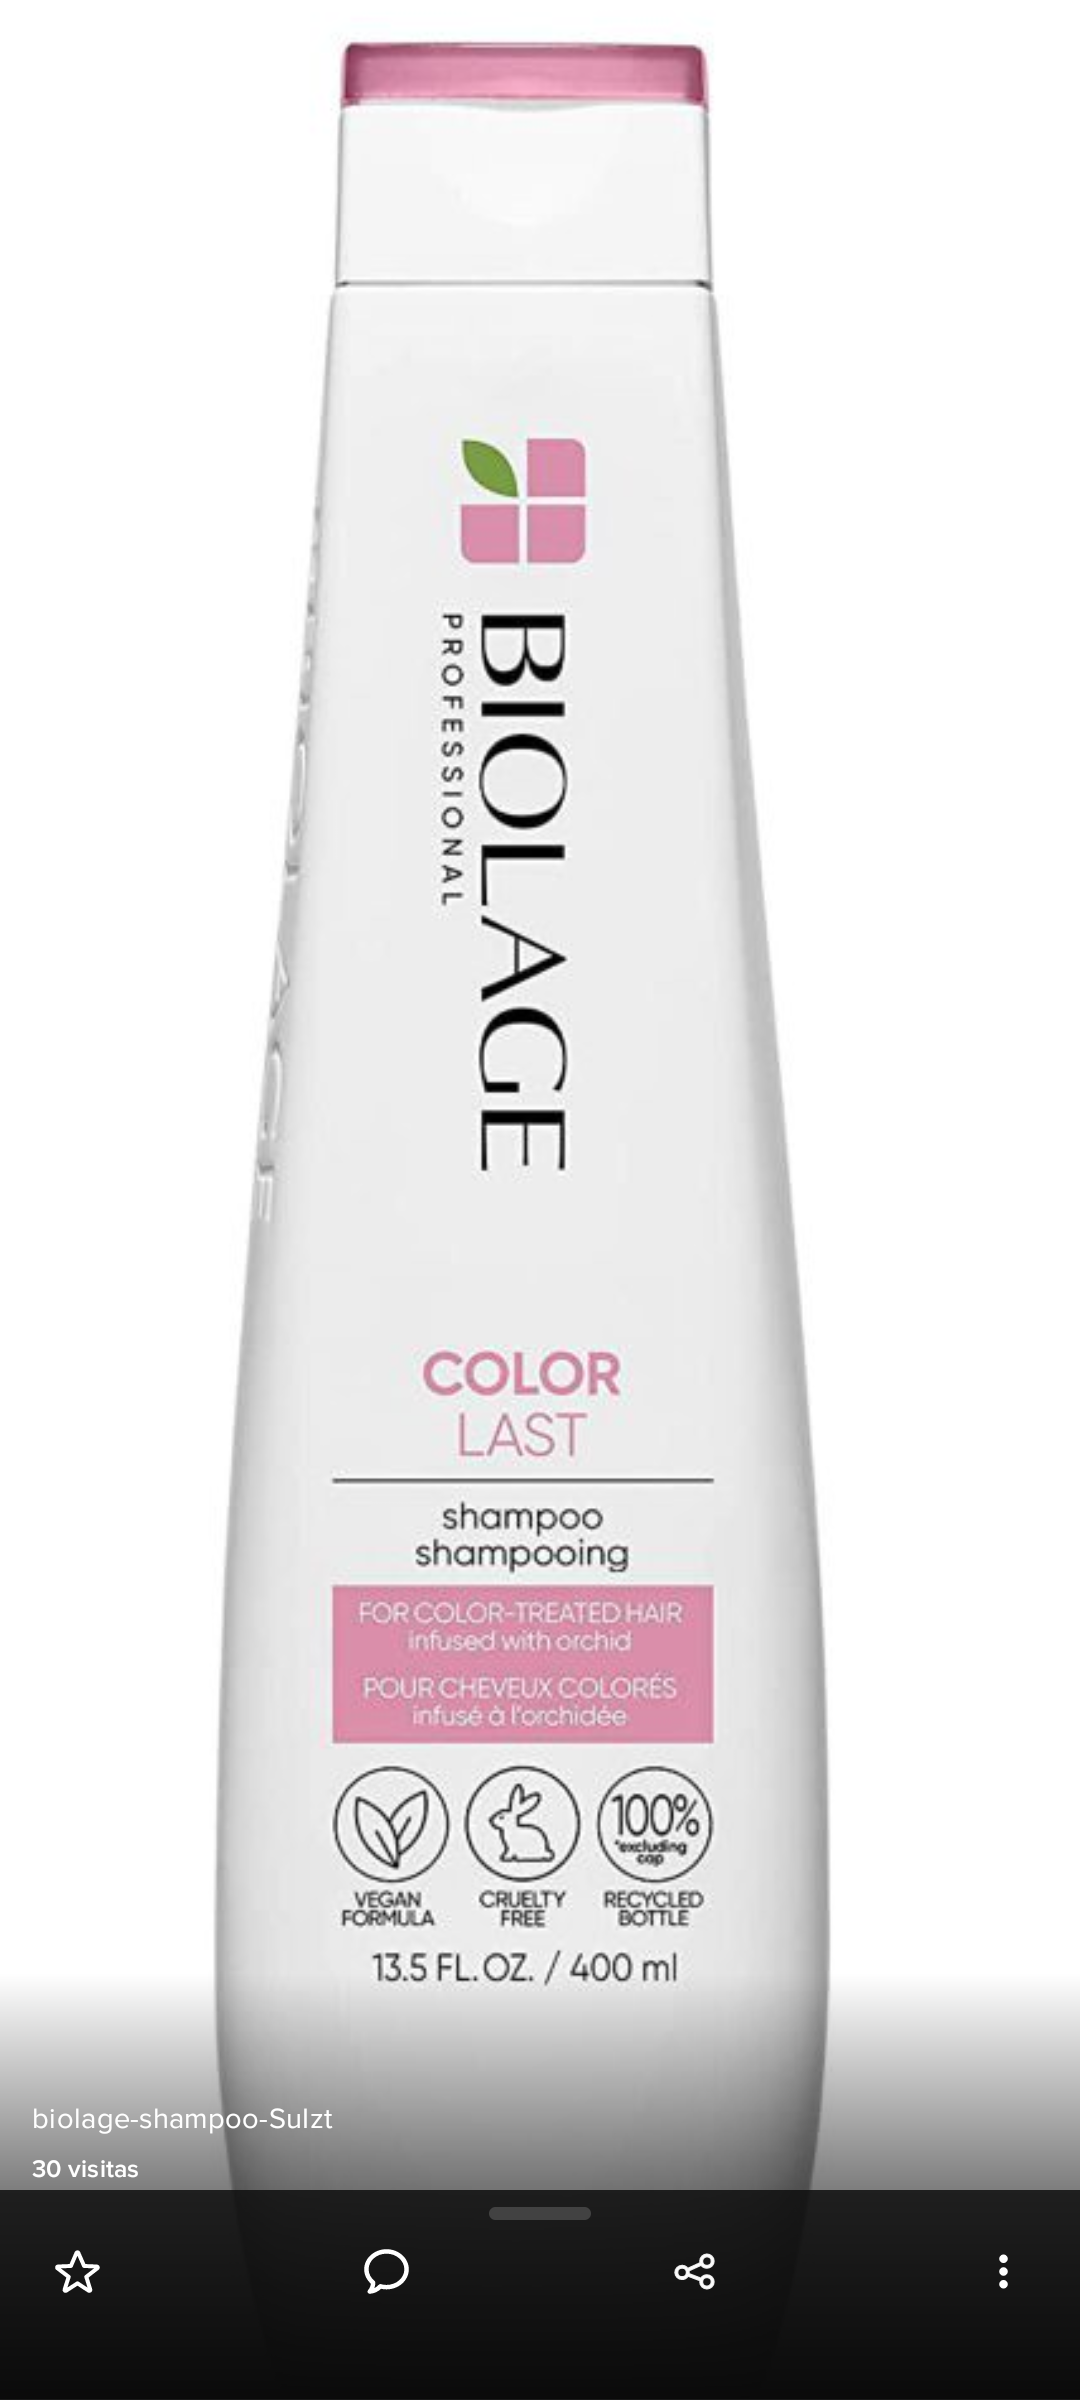 BIOLAGE
PROFESSIONAL
COLOR
LAST
shampoo
shampooing
FOR COLOR-TREATED HAIR
infused with orchid
POUR CHEVEUX COLORÉS
infusé à l'orchidée
100%
*excluding
cap
VEGAN
FORMULA
CRUELTY
FREE
RECYCLED
BOTTLE
13.5 FL.OZ. / 400 ml
biolage-shampoo-Sulzt
30 visitas